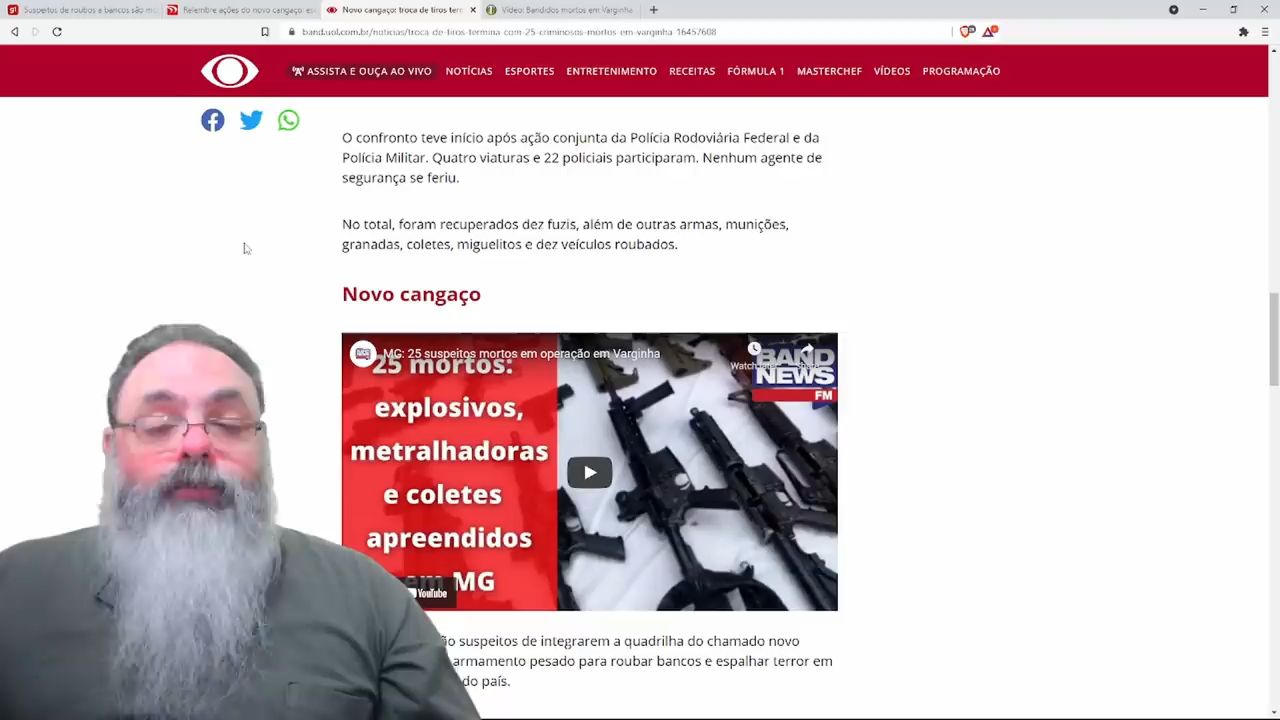 Suspeitos de roubos a bancos são mo
Relembre ações do novo cangaço; es
Novo cangaço: troca de tiros term
Vídeo: Bandidos mortos em Varginha
band.uol.com.br/noticias/troca-de-tiros-termina-com-25-criminosos-mortos-em-varginha-16457608
ASSISTA E OUÇA AO VIVO NOTÍCIAS ESPORTES ENTRETENIMENTO RECEITAS FÓRMULA 1 MASTERCHEF VÍDEOS PROGRAMAÇÃO
O confronto teve início após ação conjunta da Polícia Rodoviária Federal e da
Polícia Militar. Quatro viaturas e 22 policiais participaram. Nenhum agente de
segurança se feriu.
No total, foram recuperados dez fuzis, além de outras armas, munições,
granadas, coletes, miguelitos e dez veículos roubados.
Novo cangaço
MG: 25 suspeitos mortos em operação em Varginha
25 mortos:
explosivos,
metralhadoras
e coletes
apreendidos
em MG
BAND
NEWS
FM
YouTube
ão suspeitos de integrarem a quadrilha do chamado novo
armamento pesado para roubar bancos e espalhar terror em
do país.